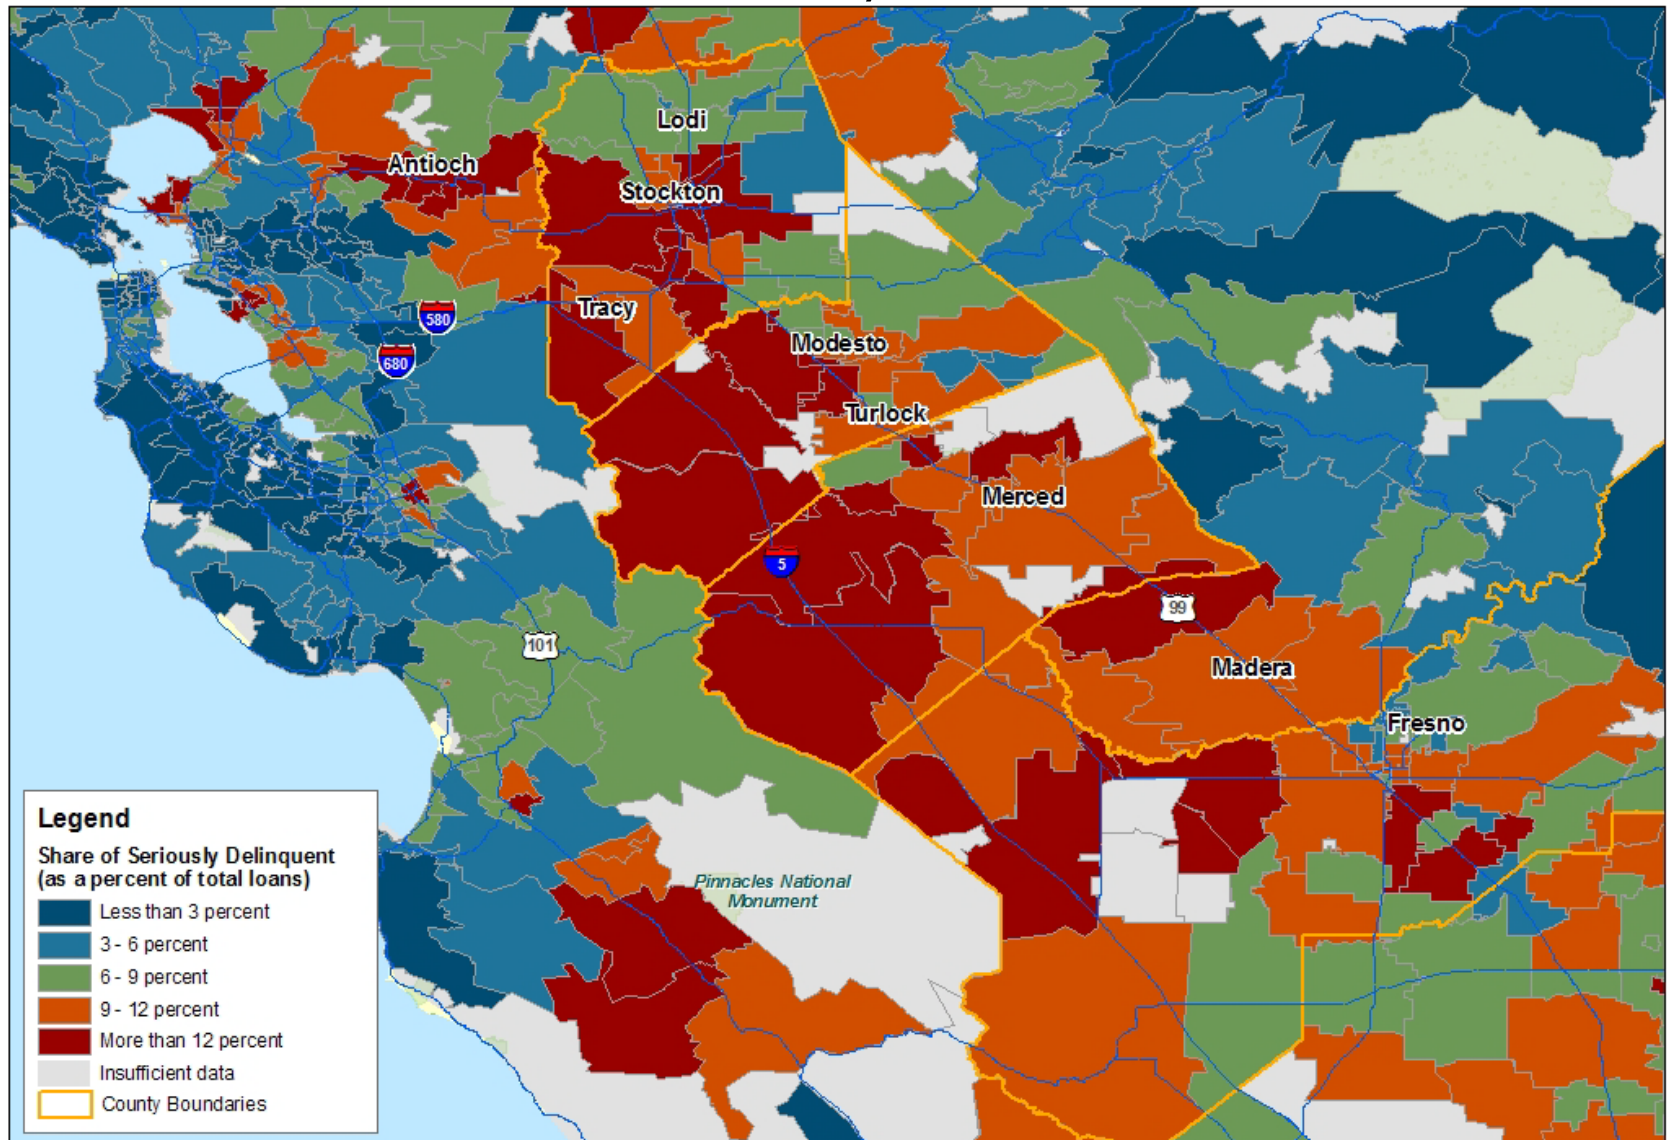 Lodi
Antioch
Stockton
Tracy
580
Modesto
680
Turlock
Merced
5
99
101
Madera
Fresno
Pinnacles National
Monument
Legend
Share of Seriously Delinquent
(as a percent of total loans)
Less than 3 percent
3 - 6 percent
6 - 9 percent
9 - 12 percent
More than 12 percent
Insufficient data
County Boundaries